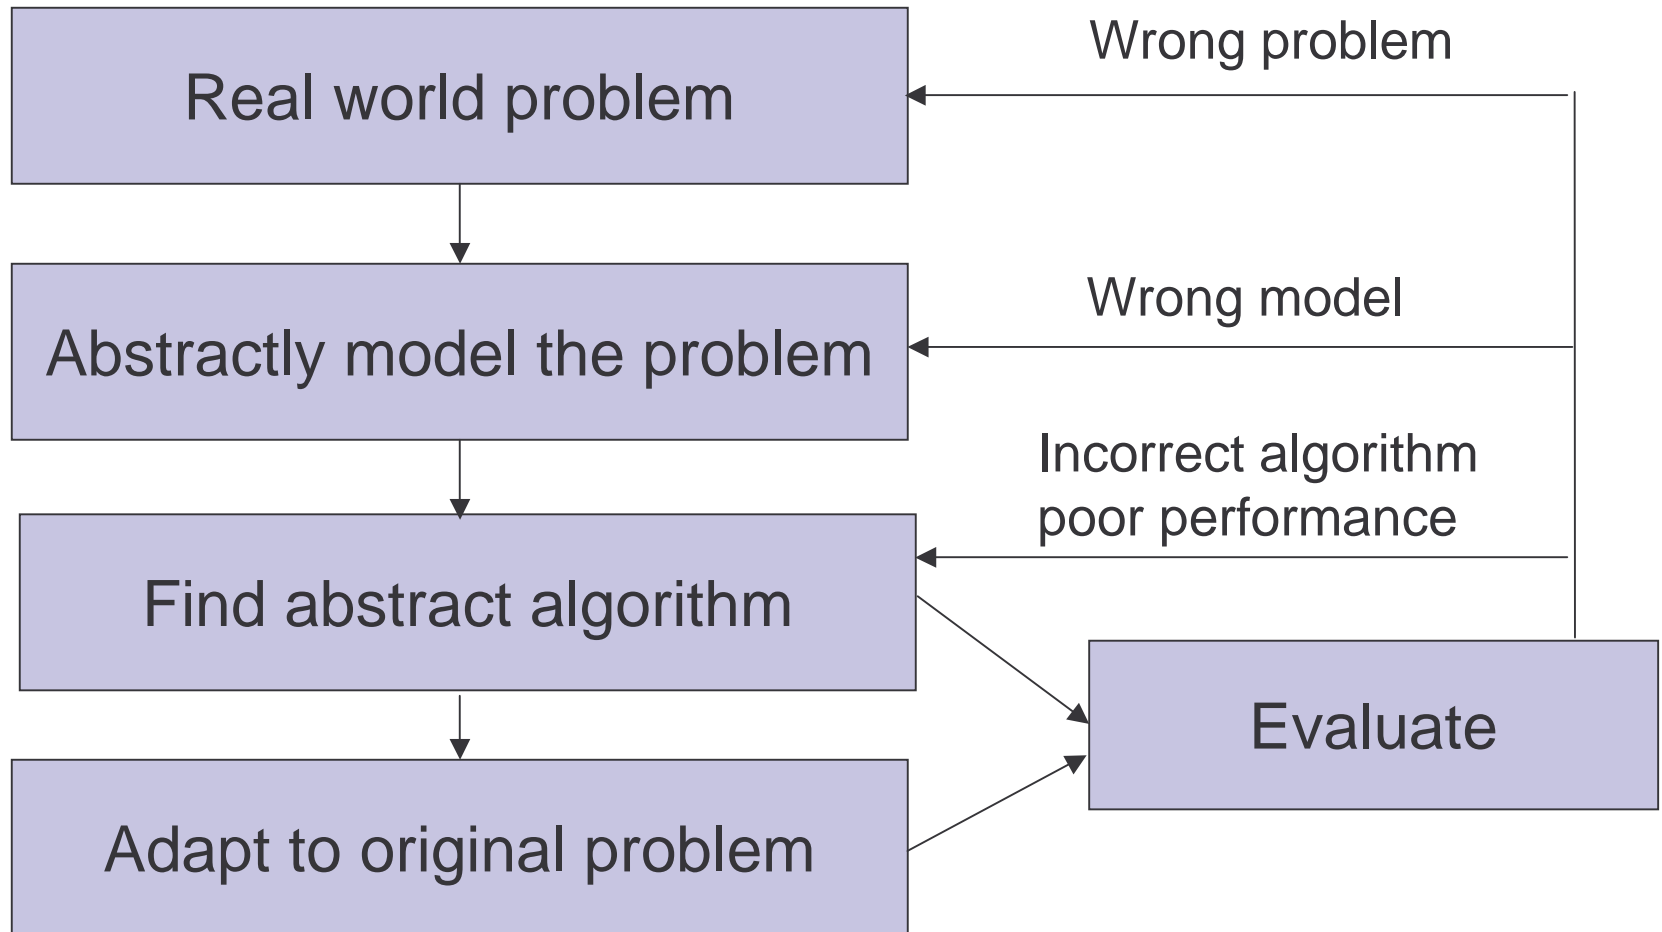 Real world problem
Wrong problem
Abstractly model the problem
Wrong model
Incorrect algorithm
poor performance
Find abstract algorithm
Evaluate
Adapt to original problem